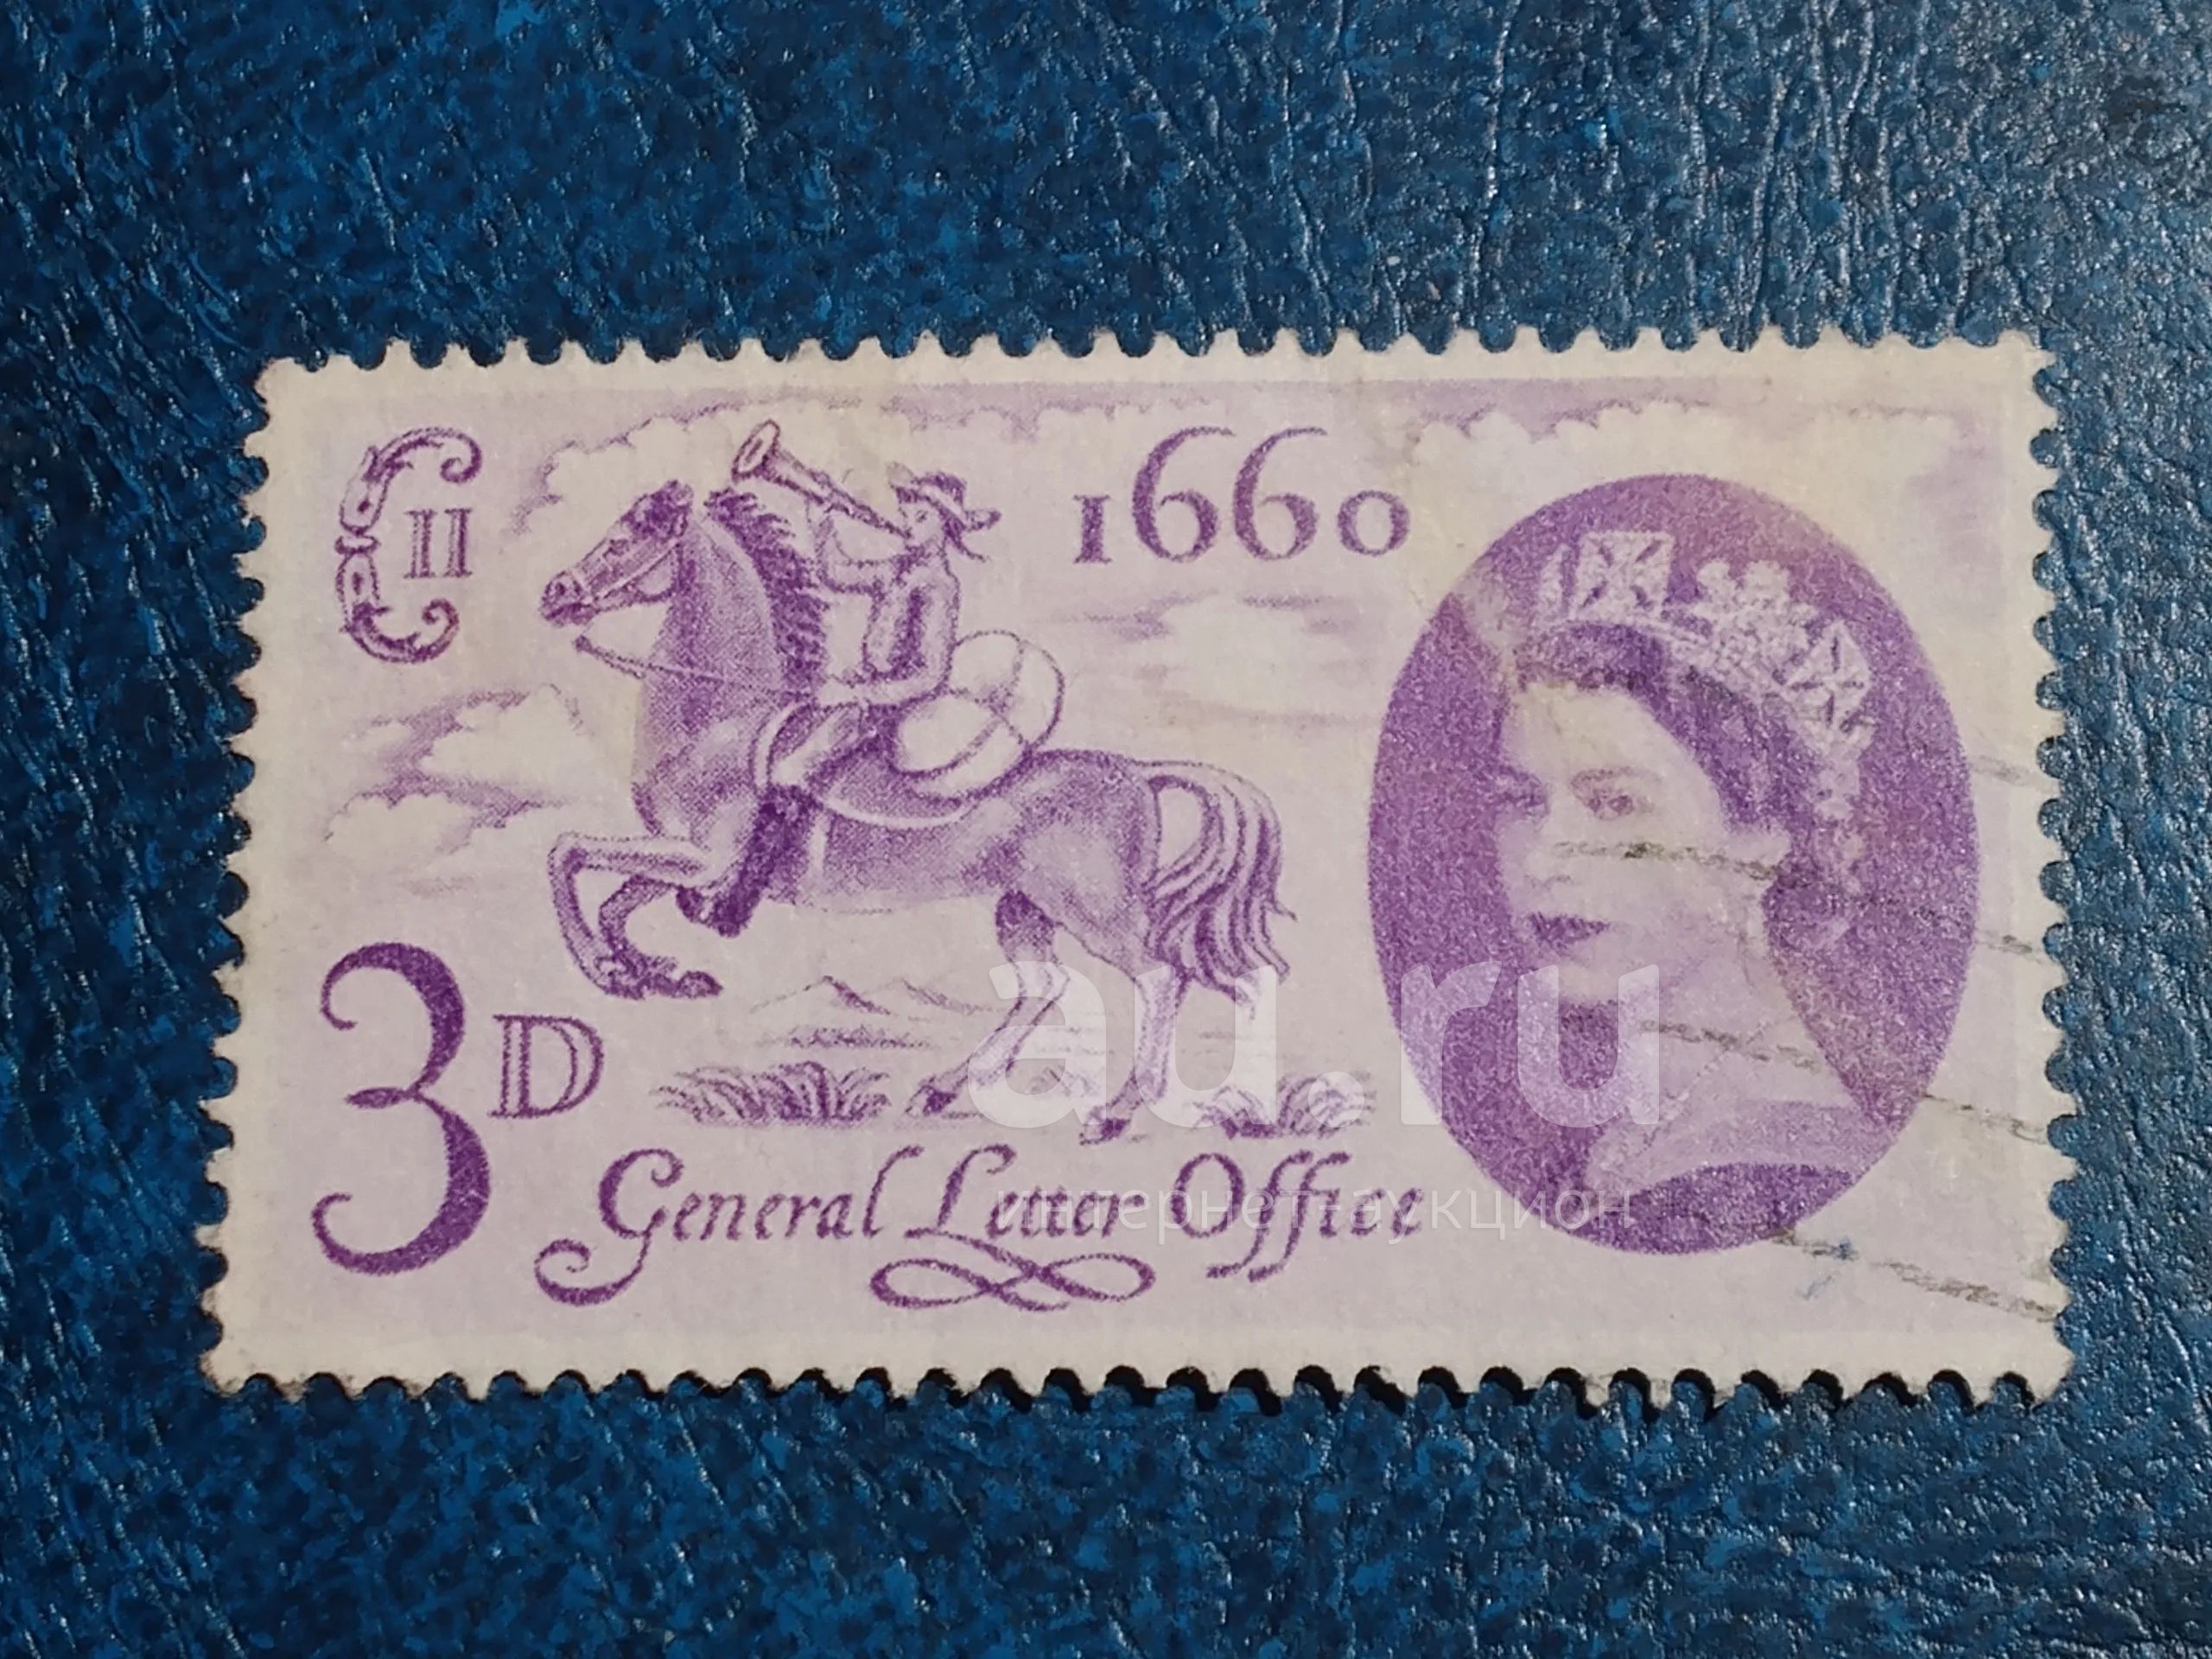 C II
1660
3D
General Letter Office
au.ru
интернет-аукцион